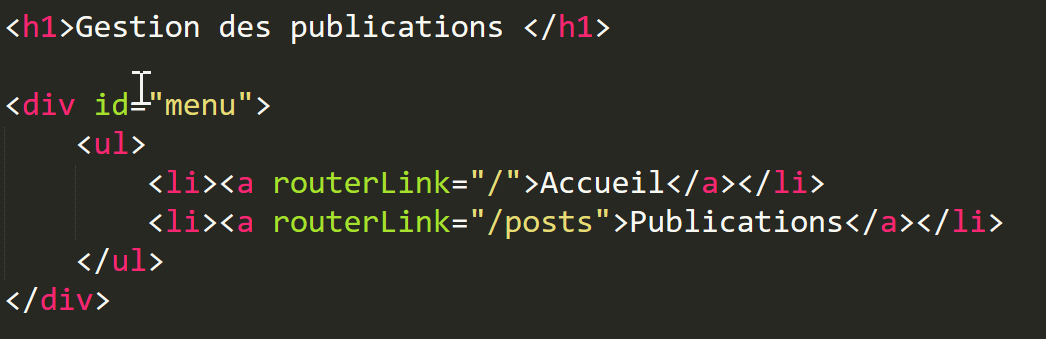 <h1>Gestion des publications </h1>
<div id="menu">
<ul>
<li><a routerLink="/">Accueil</a></li>
<li><a routerLink="/posts">Publications</a></li>
</ul>
</div>